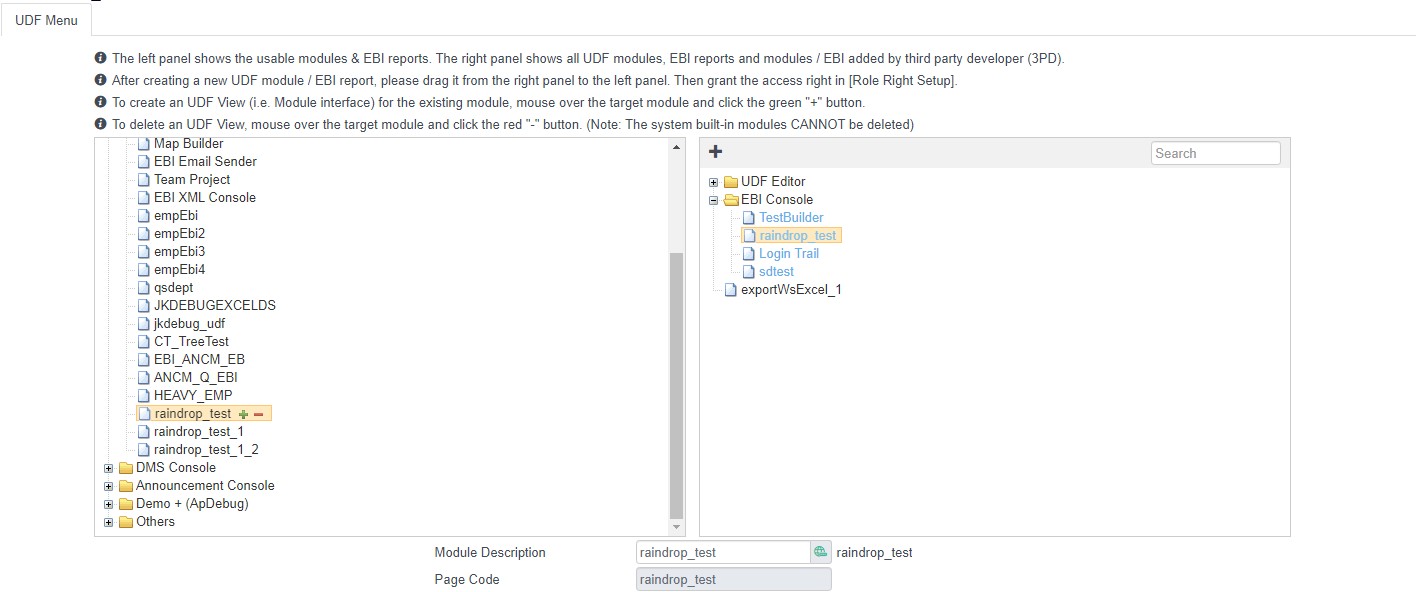 UDF Menu
The left panel shows the usable modules & EBI reports. The right panel shows all UDF modules, EBI reports and modules / EBI added by third party developer (3PD).
After creating a new UDF module / EBI report, please drag it from the right panel to the left panel. Then grant the access right in [Role Right Setup].
To create an UDF View (i.e. Module interface) for the existing module, mouse over the target module and click the green "+" button.
To delete an UDF View, mouse over the target module and click the red "-" button. (Note: The system built-in modules CANNOT be deleted)
Map Builder
EBI Email Sender
Team Project
EBI XML Console
empEbi
empEbi2
empEbi3
empEbi4
qsdept
JKDEBUGEXCELDS
jkdebug_udf
CT_TreeTest
EBI_ANCM_EB
ANCM_Q_EBI
HEAVY_EMP
raindrop_test
raindrop_test_1
raindrop_test_1_2
DMS Console
Announcement Console
Demo + (ApDebug)
Others
Search
UDF Editor
EBI Console
TestBuilder
raindrop_test
Login Trail
sdtest
exportWsExcel_1
Module Description raindrop_test raindrop_test
Page Code raindrop_test